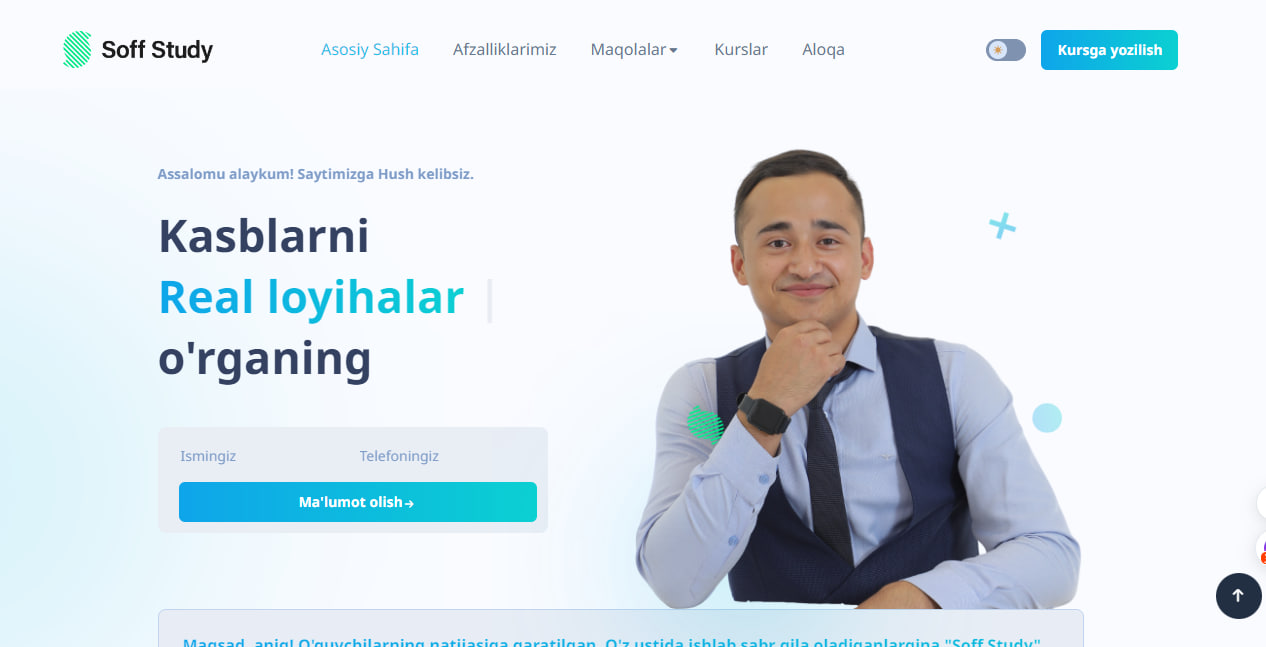 Soff Study
Asosiy Sahifa
Afzalliklarimiz
Maqolalar
Kurslar
Aloqa
Kursga yozilish
Assalomu alaykum! Saytimizga Hush kelibsiz.
Kasblarni
Real loyihalar |
o'rganing
Ismingiz
Telefoningiz
Ma'lumot olish→
Maqsad, aniq! O'quvchilarning natijasiga qaratilgan. O'z ustida ishlab sabr qila oladiganlargina "Soff Study"